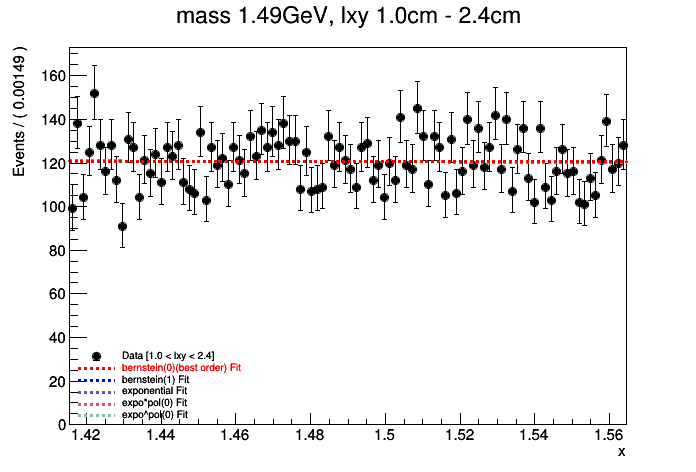 mass 1.49GeV, lxy 1.0cm - 2.4cm
Events / ( 0.00149 )
160
140
120
100
80
60
40
20
0
Data [1.0 < lxy < 2.4]
bernstein(0)(best order) Fit
bernstein(1) Fit
exponential Fit
expo*pol(0) Fit
expo^pol(0) Fit
1.42 1.44 1.46 1.48 1.5 1.52 1.54 1.56
x